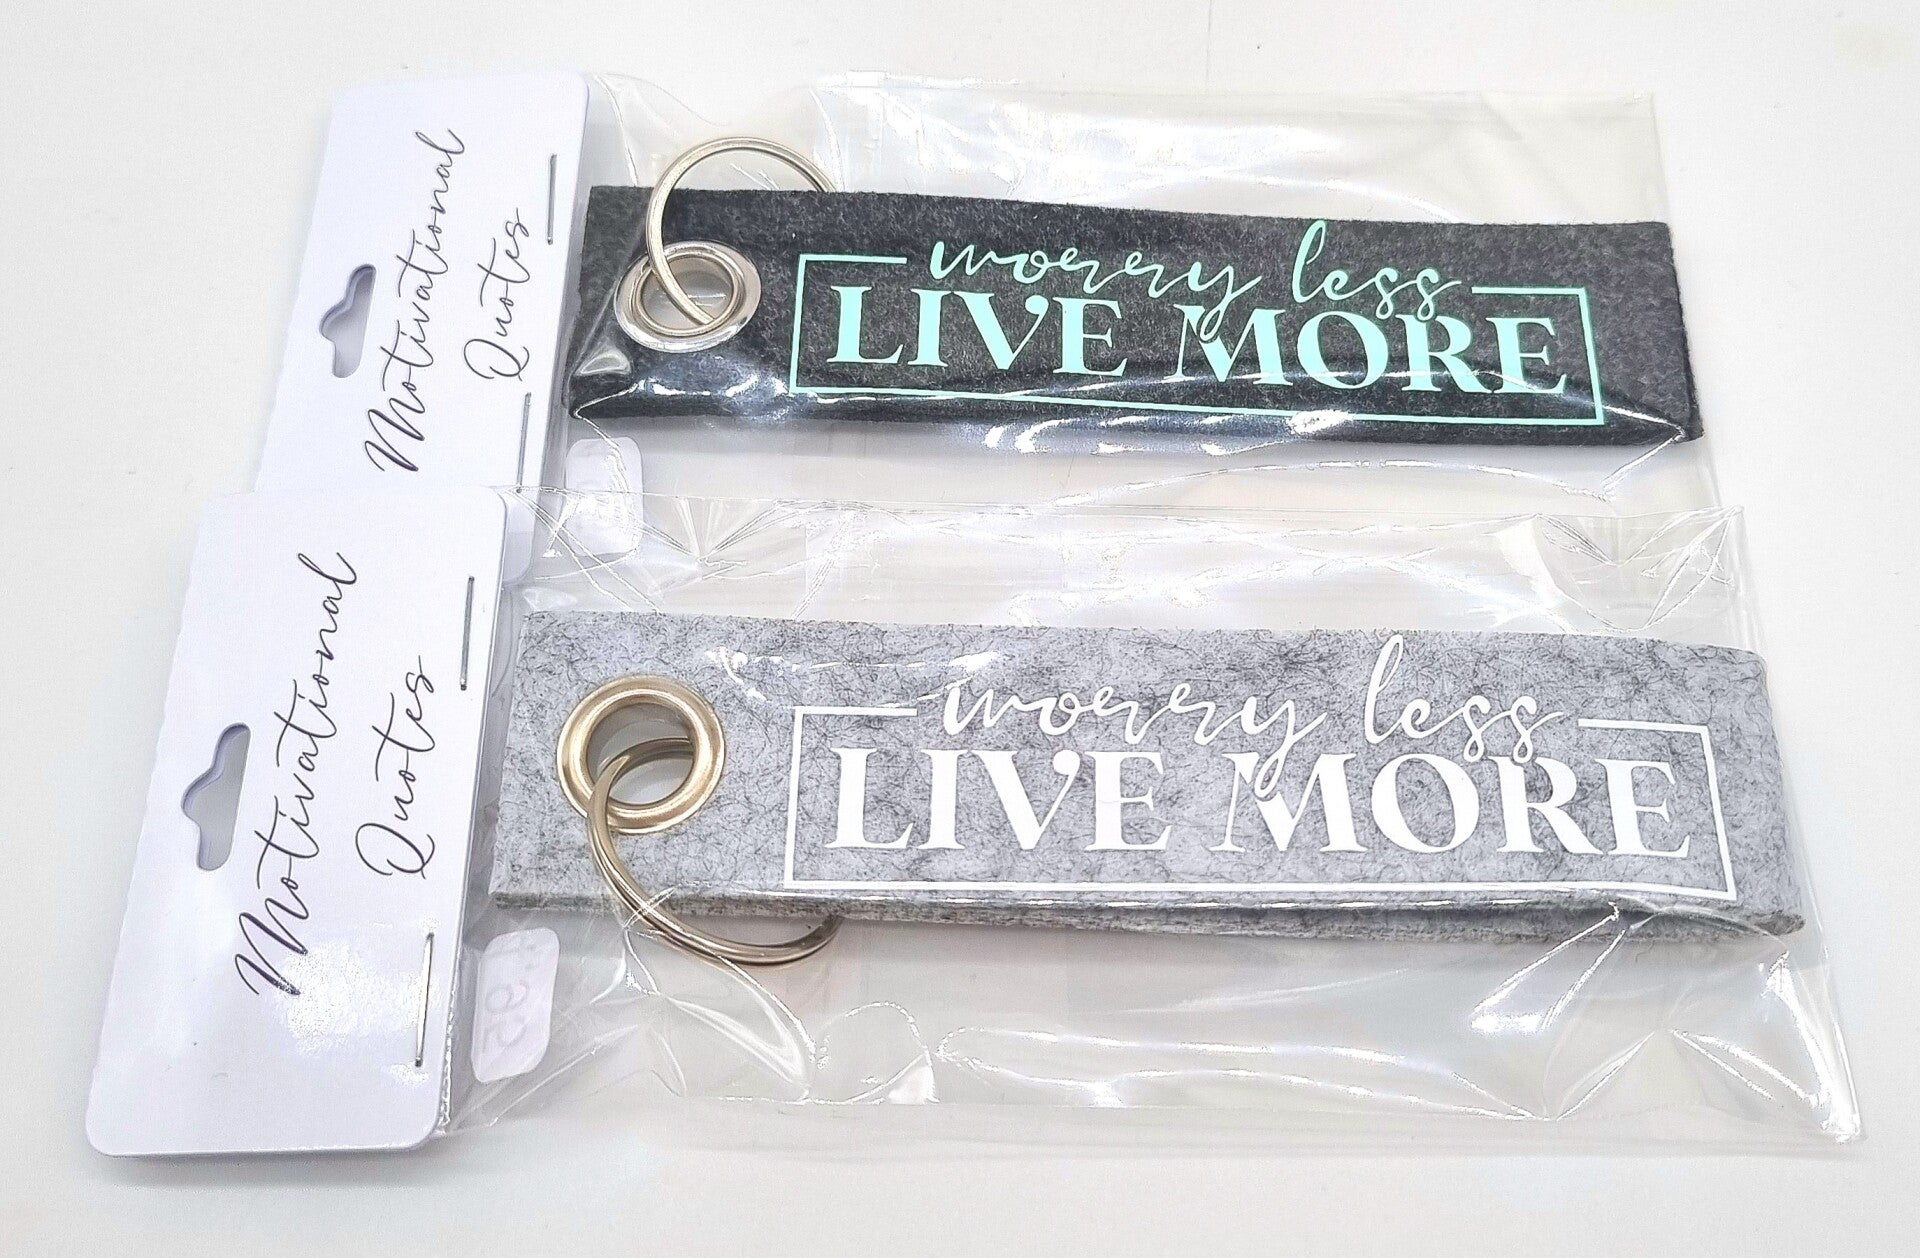 Motivational
Quotes
worry less
LIVE MORE
Motivational
Quotes
worry less
LIVE MORE